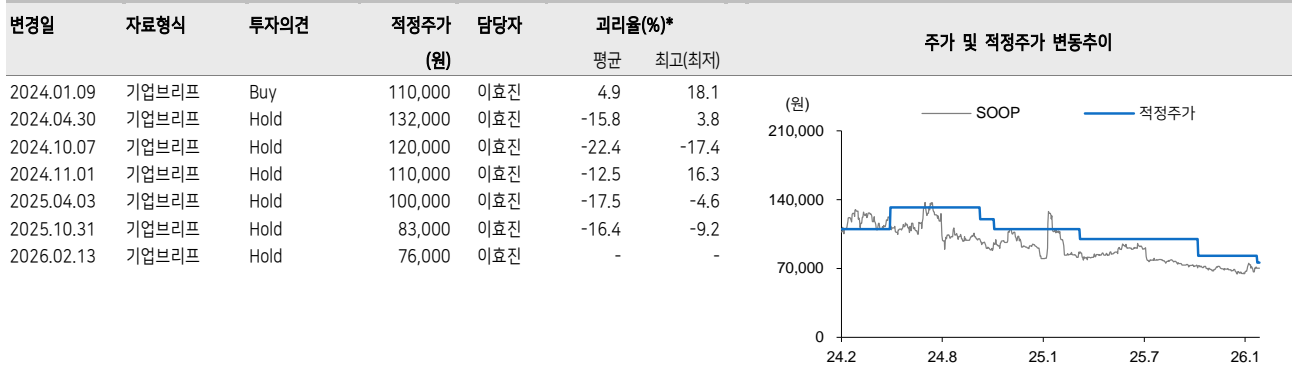 변경일 자료형식 투자의견 적정주가 담당자 괴리율(%)*
(원) 평균 최고(최저)
2024.01.09 기업브리프 Buy 110,000 이효진 4.9 18.1
2024.04.30 기업브리프 Hold 132,000 이효진 -15.8 3.8
2024.10.07 기업브리프 Hold 120,000 이효진 -22.4 -17.4
2024.11.01 기업브리프 Hold 110,000 이효진 -12.5 16.3
2025.04.03 기업브리프 Hold 100,000 이효진 -17.5 -4.6
2025.10.31 기업브리프 Hold 83,000 이효진 -16.4 -9.2
2026.02.13 기업브리프 Hold 76,000 이효진 - -
주가 및 적정주가 변동추이
(원)
SOOP 적정주가
210,000
140,000
70,000
0
24.2 24.8 25.1 25.7 26.1